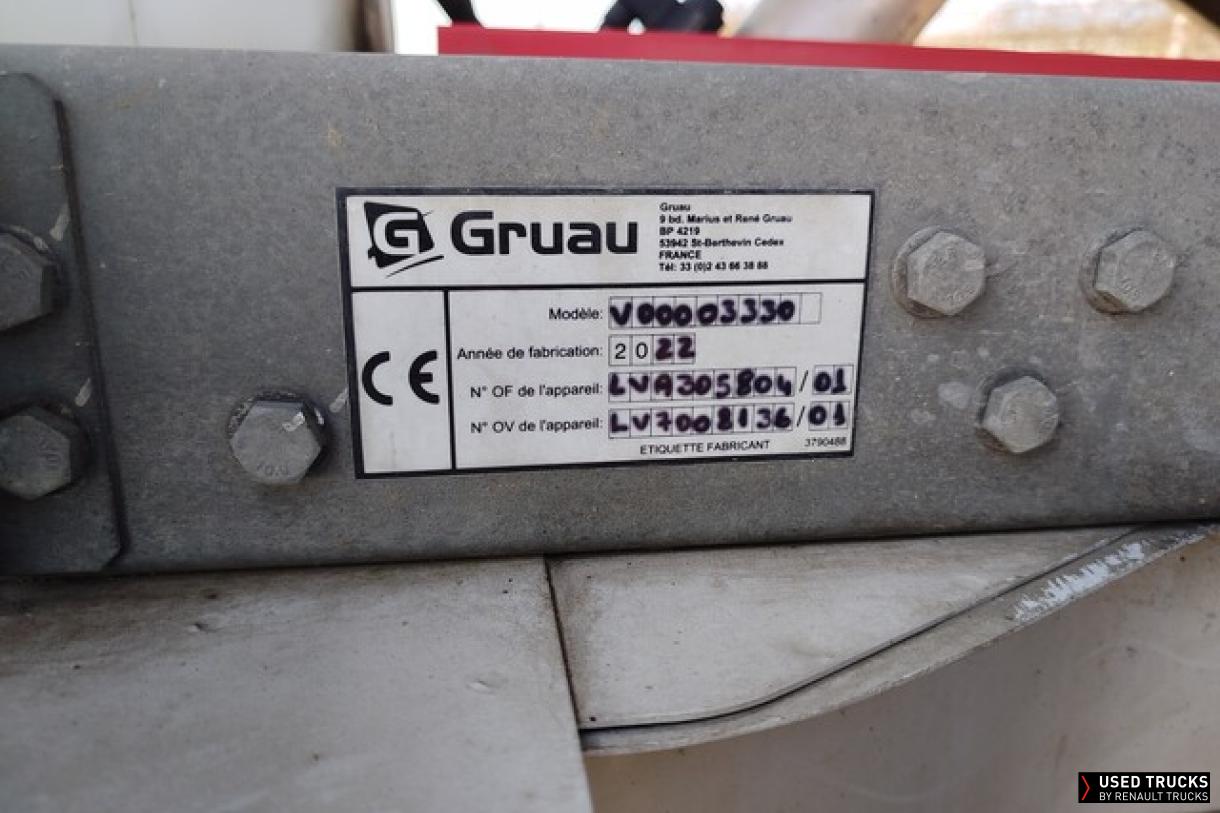 Gruau
Gruau
9 bd. Marius et René Gruau
BP 4219
53942 St-Berthevin Cedex
FRANCE
Tél: 33 (0)2 43 66 38 88
CE
Modèle: V00003330
Année de fabrication: 2022
N° OF de l'appareil: LVA305804/01
N° OV de l'appareil: LV7008136/01
ETIQUETTE FABRICANT 3790488
USED TRUCKS
BY RENAULT TRUCKS